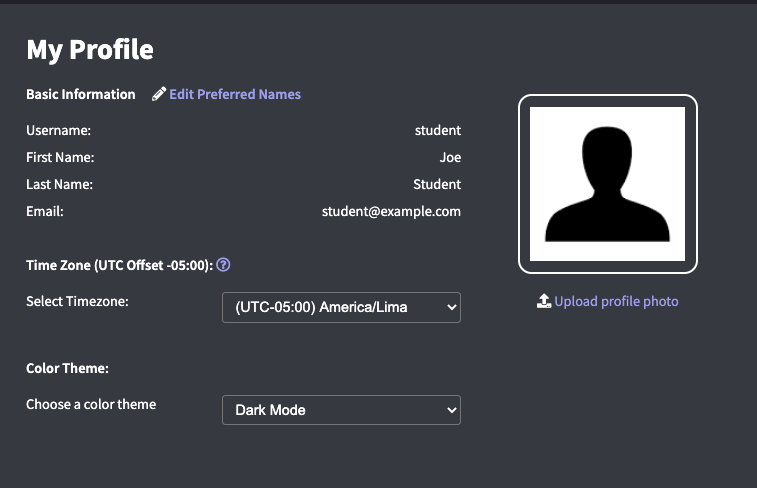 My Profile
Basic Information Edit Preferred Names
Username: student
First Name: Joe
Last Name: Student
Email: student@example.com
Time Zone (UTC Offset -05:00):
Select Timezone: (UTC-05:00) America/Lima
Upload profile photo
Color Theme:
Choose a color theme Dark Mode